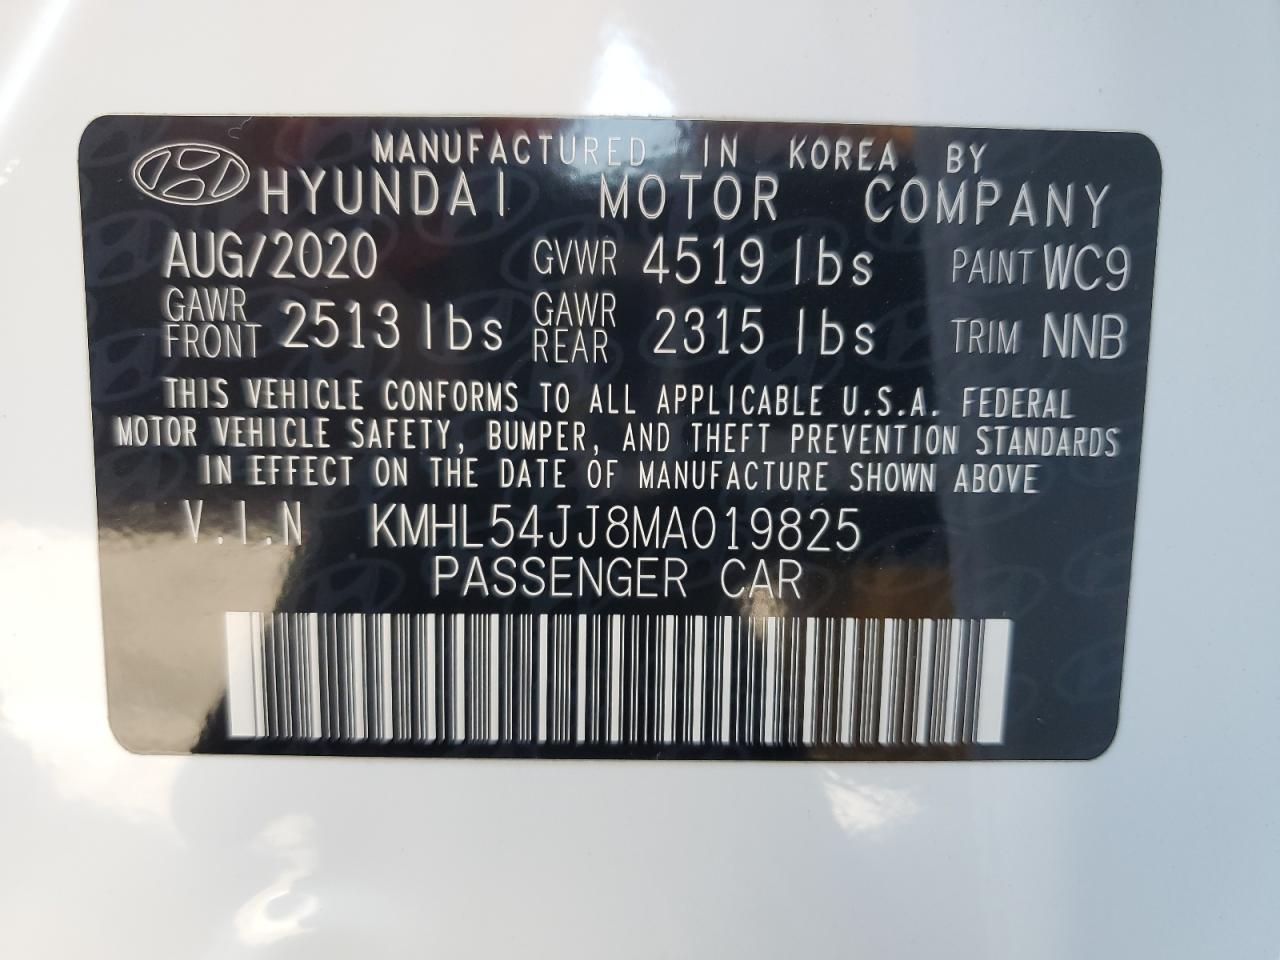 MANUFACTURED IN KOREA BY
HYUNDAI MOTOR COMPANY
AUG/2020 GVWR 4519 lbs PAINT WC9
GAWR FRONT 2513 lbs GAWR REAR 2315 lbs TRIM NNB
THIS VEHICLE CONFORMS TO ALL APPLICABLE U.S.A. FEDERAL
MOTOR VEHICLE SAFETY, BUMPER, AND THEFT PREVENTION STANDARDS
IN EFFECT ON THE DATE OF MANUFACTURE SHOWN ABOVE
V.I.N KMHL54JJ8MA019825
PASSENGER CAR